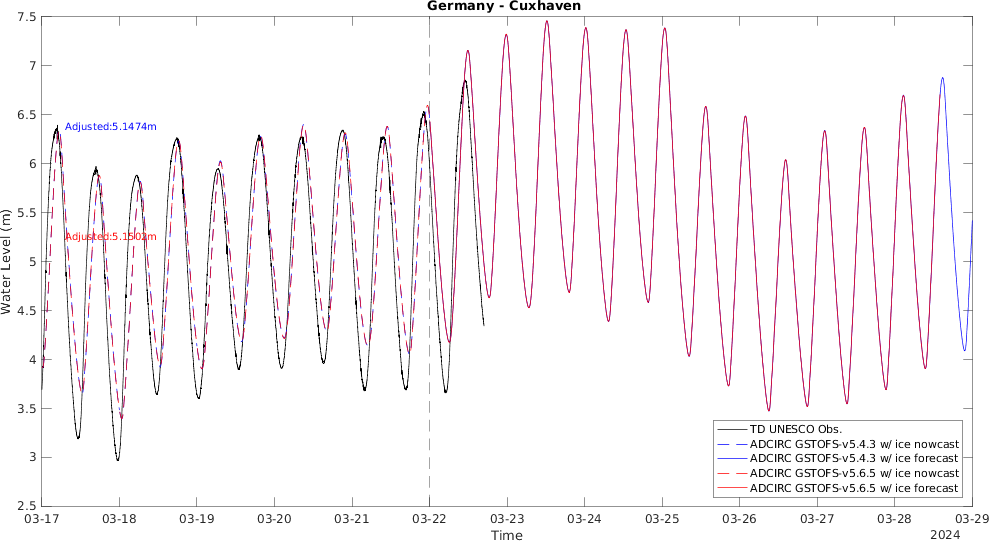 Germany - Cuxhaven
7.5
7
6.5
6
5.5
5
4.5
4
3.5
3
2.5
Water Level (m)
Adjusted:5.1474m
Adjusted:5.1502m
TD UNESCO Obs.
ADCIRC GSTOFS-v5.4.3 w/ ice nowcast
ADCIRC GSTOFS-v5.4.3 w/ ice forecast
ADCIRC GSTOFS-v5.6.5 w/ ice nowcast
ADCIRC GSTOFS-v5.6.5 w/ ice forecast
03-17 03-18 03-19 03-20 03-21 03-22 03-23 03-24 03-25 03-26 03-27 03-28 03-29
Time
2024